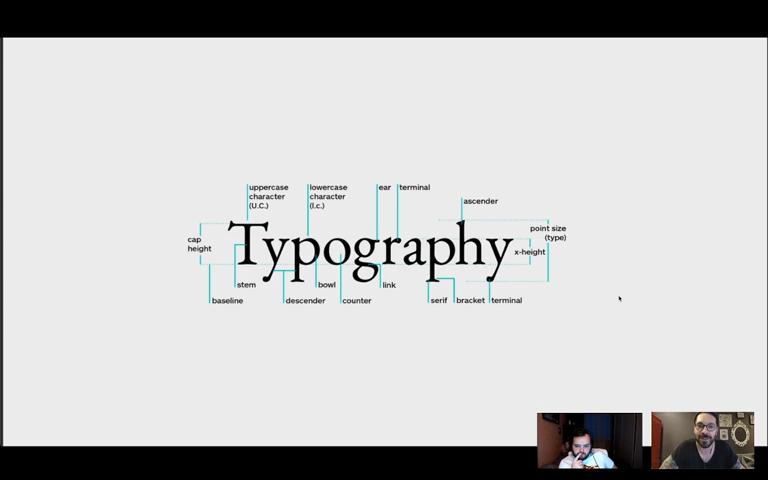 uppercase
character
(U.C.)
lowercase
character
(l.c.)
ear
terminal
ascender
point size
(type)
cap
height
Typography
x-height
stem
bowl
link
baseline
descender
counter
serif
bracket
terminal